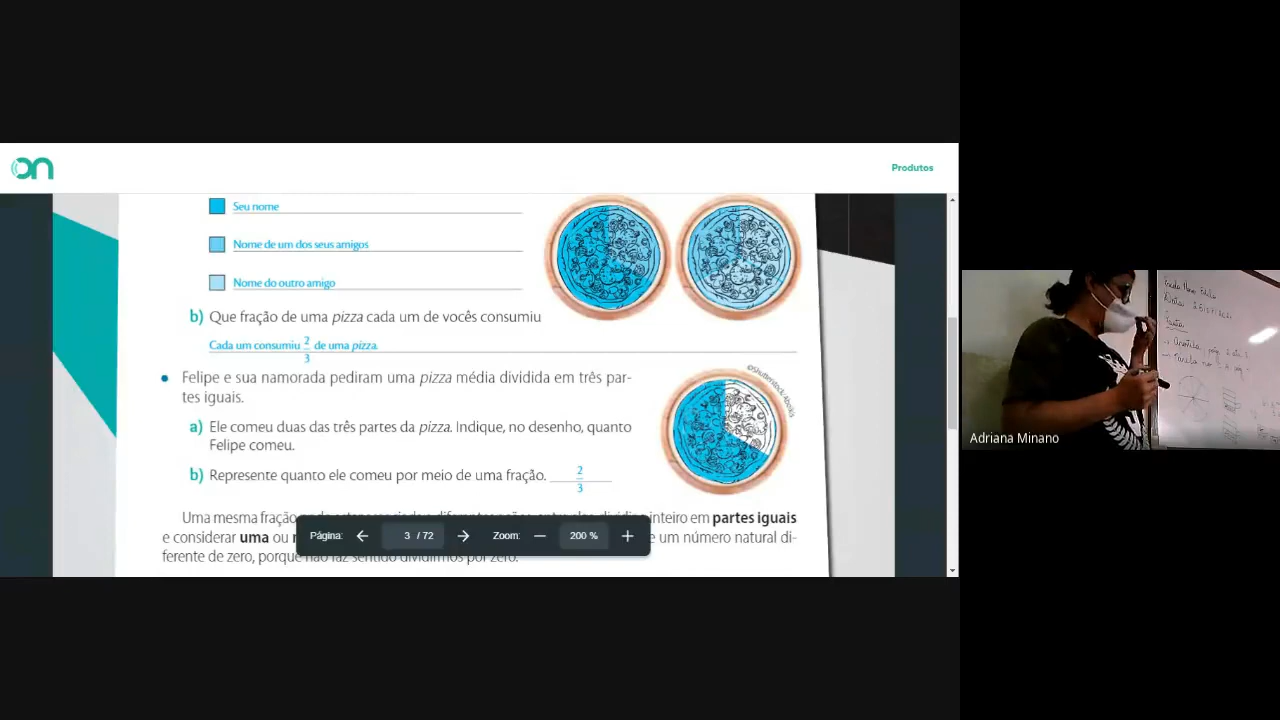 on
Produtos
Seu nome
Nome de um dos seus amigos
Nome do outro amigo
b) Que fração de uma pizza cada um de vocês consumiu
Cada um consumiu 2/3 de uma pizza.
• Felipe e sua namorada pediram uma pizza média dividida em três par-
tes iguais.
©Shutterstock/
a) Ele comeu duas das três partes da pizza. Indique, no desenho, quanto
Felipe comeu.
b) Represente quanto ele comeu por meio de uma fração. 2/3
Uma mesma fração inteiro em partes iguais
e considerar uma ou e um número natural di-
ferente de zero, porque não faz sentido dividirmos por zero.
Página: 3 / 72 Zoom: 200 %
Adriana Minano